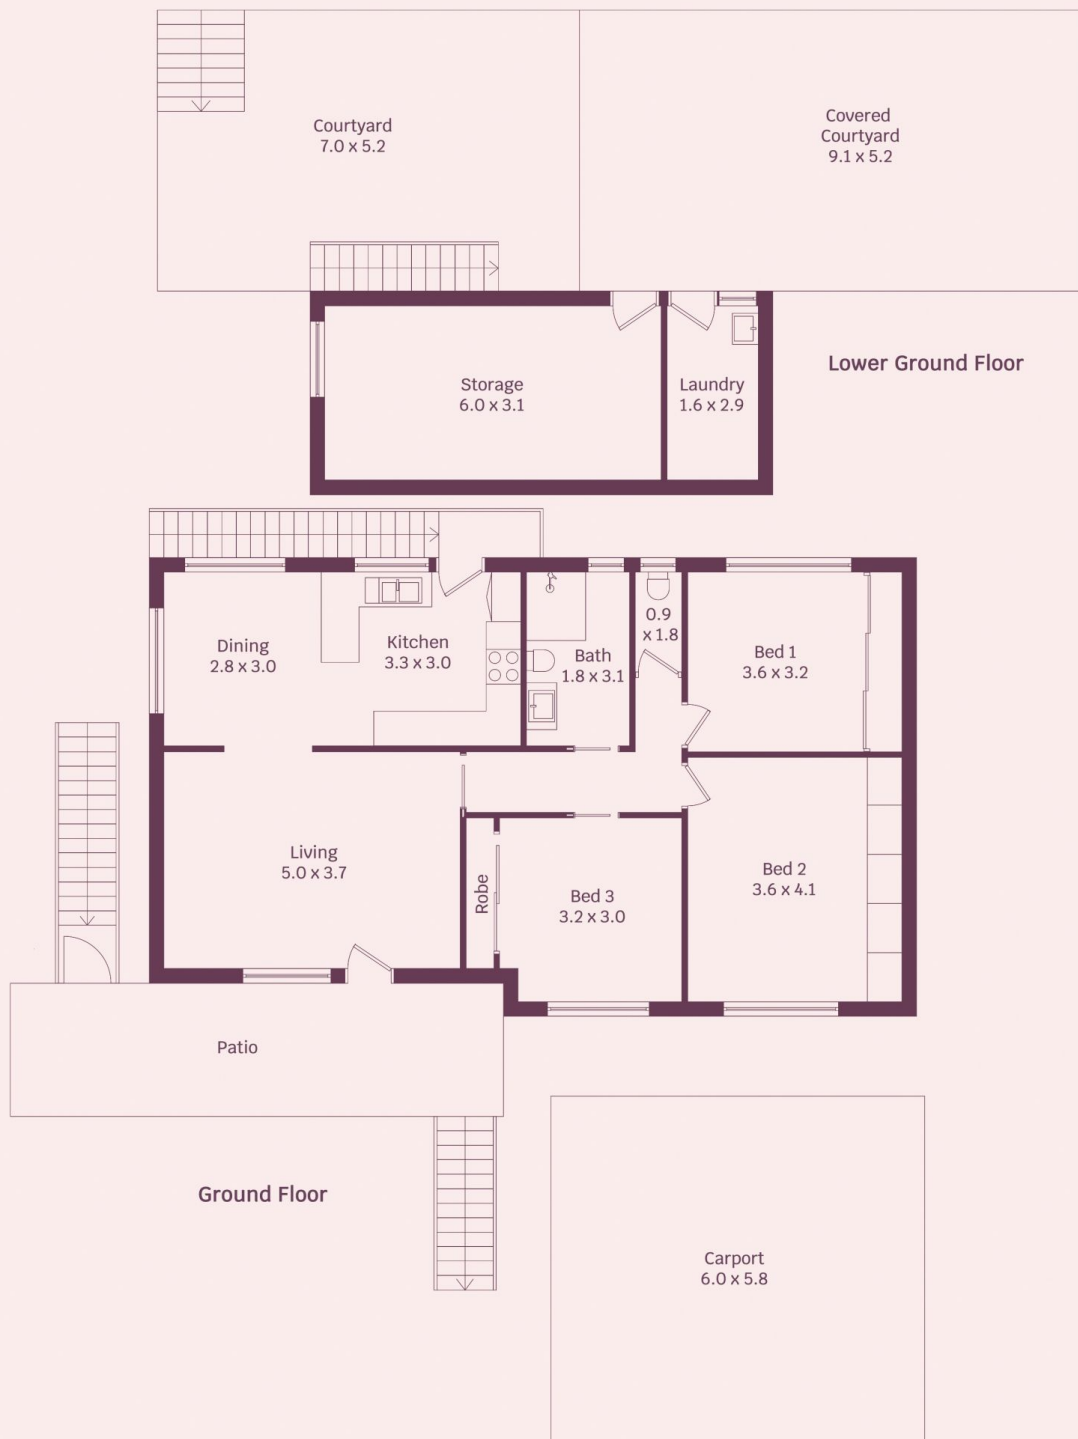 Courtyard
7.0 x 5.2
Covered
Courtyard
9.1 x 5.2
Lower Ground Floor
Storage
6.0 x 3.1
Laundry
1.6 x 2.9
Dining
2.8 x 3.0
Kitchen
3.3 x 3.0
Bath
1.8 x 3.1
0.9
x 1.8
Bed 1
3.6 x 3.2
Living
5.0 x 3.7
Robe
Bed 3
3.2 x 3.0
Bed 2
3.6 x 4.1
Patio
Ground Floor
Carport
6.0 x 5.8